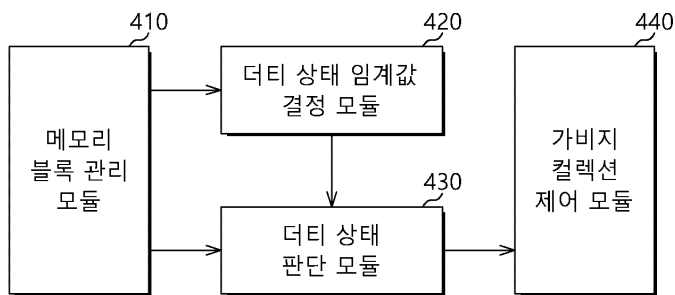 410
메모리
블록 관리
모듈
420
더티 상태 임계값
결정 모듈
430
더티 상태
판단 모듈
440
가비지
컬렉션
제어 모듈